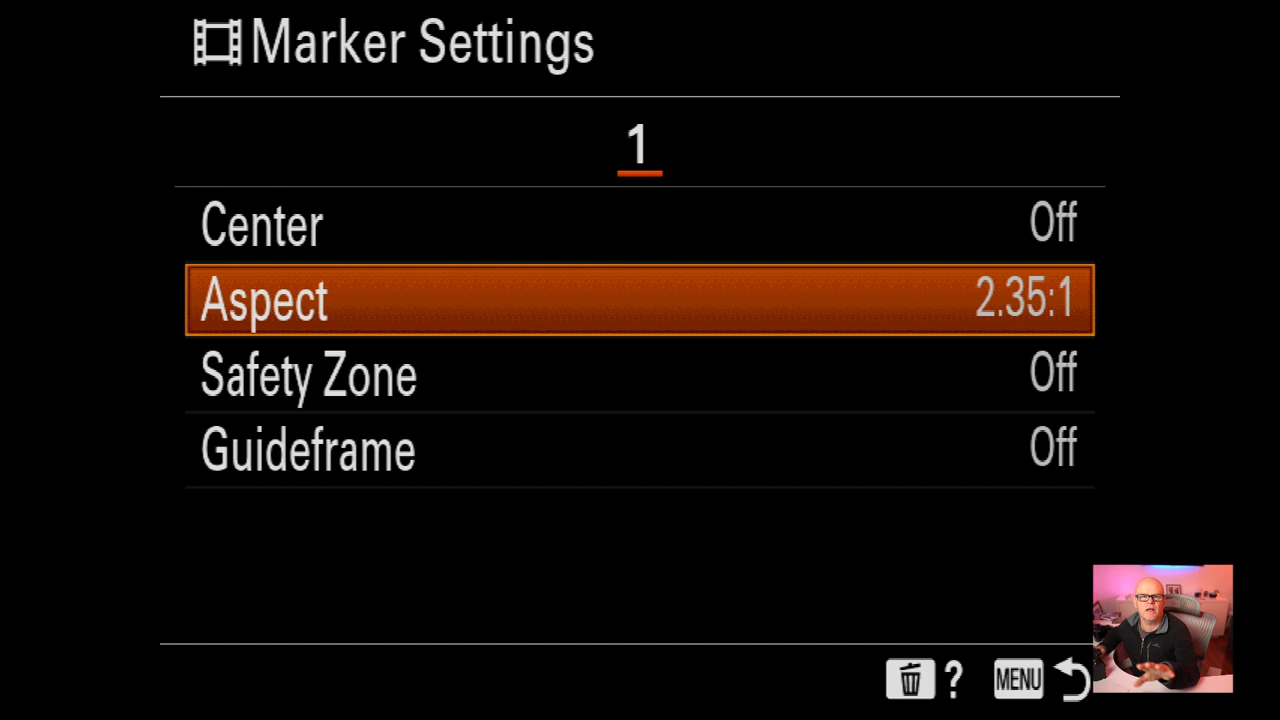 Marker Settings
1
Center Off
Aspect 2.35:1
Safety Zone Off
Guideframe Off
? MENU